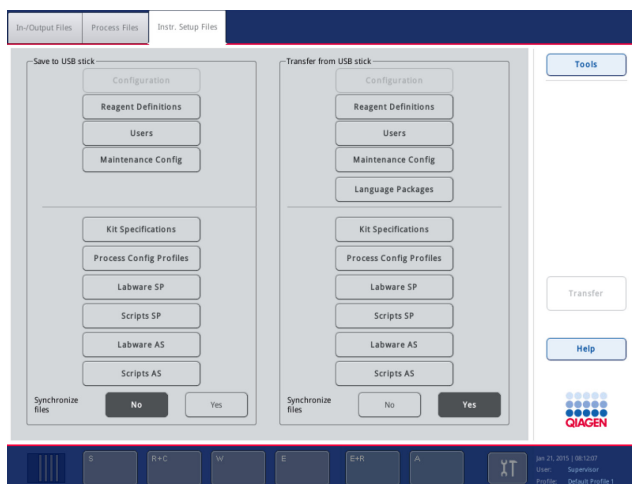 In-/Output Files
Process Files
Instr. Setup Files
Save to USB stick
Configuration
Reagent Definitions
Users
Maintenance Config
Kit Specifications
Process Config Profiles
Labware SP
Scripts SP
Labware AS
Scripts AS
Synchronize
files
No
Yes
Transfer from USB stick
Configuration
Reagent Definitions
Users
Maintenance Config
Language Packages
Kit Specifications
Process Config Profiles
Labware SP
Scripts SP
Labware AS
Scripts AS
Synchronize
files
No
Yes
Tools
Transfer
Help
QIAGEN
S
R+C
W
E
E+R
A
Jan 21, 2015 | 08:12:07
User: Supervisor
Profile: Default Profile 1